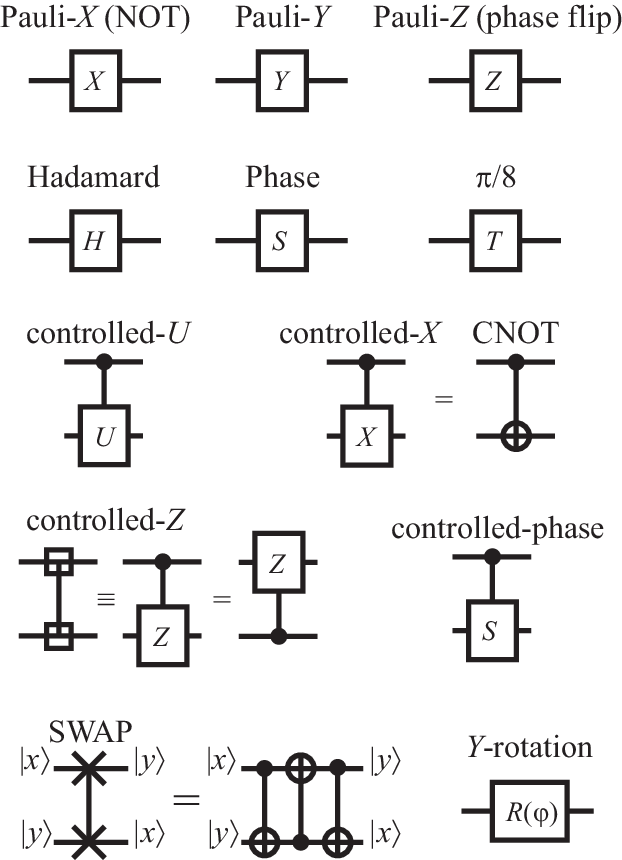 Pauli-X (NOT) Pauli-Y Pauli-Z (phase flip)
X Y Z
Hadamard Phase π/8
H S T
controlled-U controlled-X CNOT
U X =
controlled-Z controlled-phase
≡ Z = Z S
SWAP Y-rotation
|x⟩ |y⟩ |x⟩ |y⟩
= R(φ)
|y⟩ |x⟩ |y⟩ |x⟩